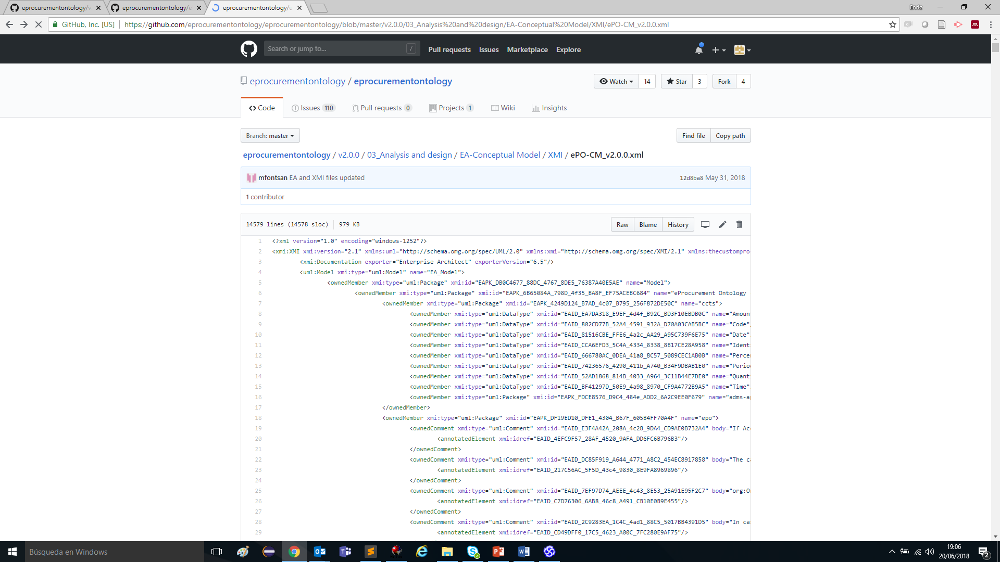 eprocurementontology/v
eprocurementontology/e
eprocurementontology/e
Enric
GitHub, Inc. [US] https://github.com/eprocurementontology/eprocurementontology/blob/master/v2.0.0/03_Analysis%20and%20design/EA-Conceptual%20Model/XMI/ePO-CM_v2.0.0.xml
Search or jump to... /
Pull requests Issues Marketplace Explore
eprocurementontology / eprocurementontology
Watch 14 Star 3 Fork 4
Code Issues 110 Pull requests 0 Projects 1 Wiki Insights
Branch: master
Find file Copy path
eprocurementontology / v2.0.0 / 03_Analysis and design / EA-Conceptual Model / XMI / ePO-CM_v2.0.0.xml
mfontsan EA and XMI files updated 12d8ba8 May 31, 2018
1 contributor
14579 lines (14578 sloc) 979 KB Raw Blame History
1 <?xml version="1.0" encoding="windows-1252"?>
2 <xmi:XMI xmi:version="2.1" xmlns:uml="http://schema.omg.org/spec/UML/2.0" xmlns:xmi="http://schema.omg.org/spec/XMI/2.1" xmlns:thecustompro
3 <xmi:Documentation exporter="Enterprise Architect" exporterVersion="6.5"/>
4 <uml:Model xmi:type="uml:Model" name="EA_Model">
5 <ownedMember xmi:type="uml:Package" xmi:id="EAPK_DB0C4677_88DC_4767_8DE5_76387A40E5AE" name="Model">
6 <ownedMember xmi:type="uml:Package" xmi:id="EAPK_6B65084A_798D_4f35_BA8F_EF75ACEBC684" name="eProcurement Ontology
7 <ownedMember xmi:type="uml:Package" xmi:id="EAPK_4249D124_B7AD_4c07_B795_256F872DE50C" name="ccts">
8 <ownedMember xmi:type="uml:DataType" xmi:id="EAID_EA7DA318_E9EF_4d4f_B92C_BD3F10EBDB0C" name="Amoun
9 <ownedMember xmi:type="uml:DataType" xmi:id="EAID_802CD77B_52A4_4591_932A_D70A03CAB5BC" name="Code"
10 <ownedMember xmi:type="uml:DataType" xmi:id="EAID_81516CBE_FFE6_4a2c_AA29_A95C739F6E75" name="Date"
11 <ownedMember xmi:type="uml:DataType" xmi:id="EAID_CCA6EFD3_5C4A_4334_8338_8B17CE28A958" name="Ident
12 <ownedMember xmi:type="uml:DataType" xmi:id="EAID_666780AC_0DEA_41a8_8C57_5089CEC1AB0B" name="Perce
13 <ownedMember xmi:type="uml:DataType" xmi:id="EAID_74236576_4290_411b_A740_B34F9DBAB1E0" name="Perio
14 <ownedMember xmi:type="uml:DataType" xmi:id="EAID_52AD1868_814B_4033_A964_3C11B44E7DE0" name="Quant
15 <ownedMember xmi:type="uml:DataType" xmi:id="EAID_BF41297D_50E9_4a98_8970_CF9A4772B9A5" name="Time"
16 <ownedMember xmi:type="uml:Package" xmi:id="EAPK_FDCE8576_D9C4_484e_ADD2_6A2C9EE0F679" name="adms-a
17 </ownedMember>
18 <ownedMember xmi:type="uml:Package" xmi:id="EAPK_DF19ED10_DFE1_4304_B67F_605B4FF70A4F" name="epo">
19 <ownedComment xmi:type="uml:Comment" xmi:id="EAID_E3F4A42A_208A_4c28_9DA4_CD9AE0B732A4" body="If Ac
20 <annotatedElement xmi:idref="EAID_4EFC9F57_28AF_4520_9AFA_DD6FC6B796B3"/>
21 </ownedComment>
22 <ownedComment xmi:type="uml:Comment" xmi:id="EAID_DC85F919_A644_4771_A8C2_454EC8917858" body="The c
23 <annotatedElement xmi:idref="EAID_217C56AC_5F5D_43c4_9830_8E9FA8969896"/>
24 </ownedComment>
25 <ownedComment xmi:type="uml:Comment" xmi:id="EAID_7EF97D74_AEEE_4c43_8E53_25A91E95F2C7" body="org:O
26 <annotatedElement xmi:idref="EAID_C7D76306_6AB8_46c8_A491_CB10E0B9E455"/>
27 </ownedComment>
28 <ownedComment xmi:type="uml:Comment" xmi:id="EAID_2C9283EA_1C4C_4ad1_88C5_5017BB4391D5" body="In ca
29 <annotatedElement xmi:idref="EAID_CD49DFF0_17C5_4623_A00C_7FC280E9AF75"/>
Búsqueda en Windows
19:06
20/06/2018
2